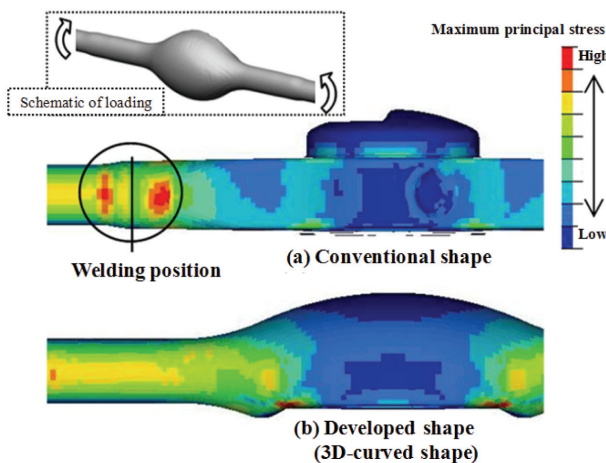 Maximum principal stress
High
Schematic of loading
Low
Welding position
(a) Conventional shape
(b) Developed shape
(3D-curved shape)